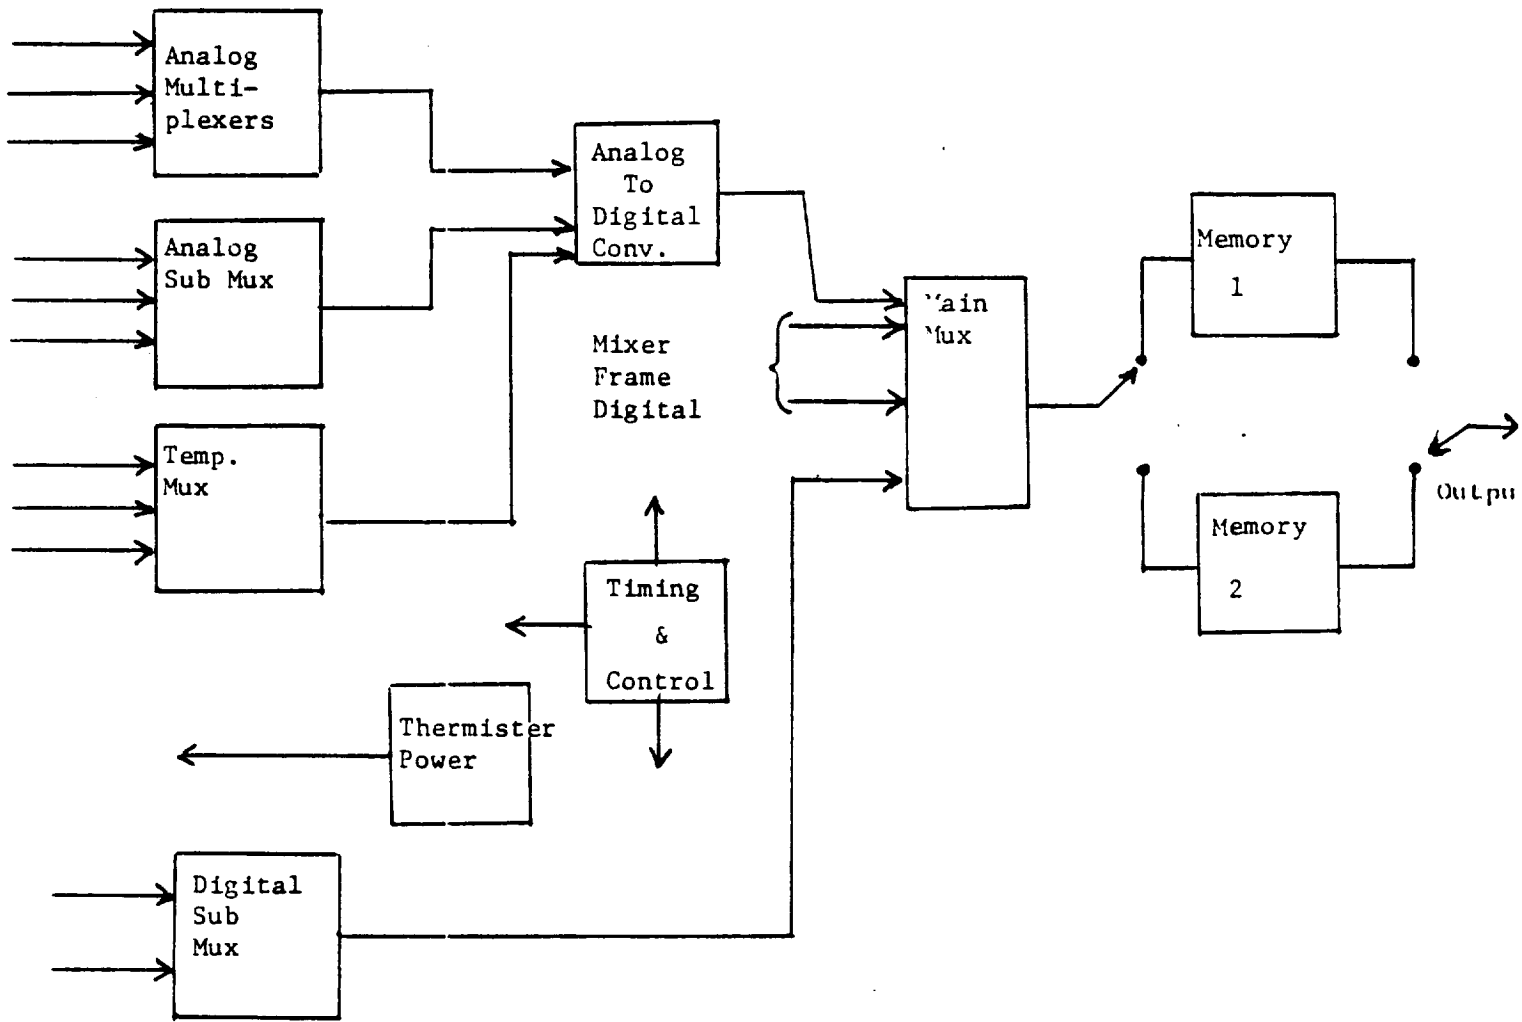 Analog
Multi-
plexers
Analog
Sub Mux
Temp.
Mux
Analog
To
Digital
Conv.
Mixer
Frame
Digital
Main
Mux
Memory
1
Memory
2
Outpu
Timing
&
Control
Thermister
Power
Digital
Sub
Mux